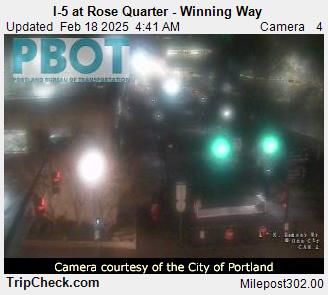 I-5 at Rose Quarter - Winning Way
Updated Feb 18 2025 4:41 AM Camera 4
PBOT
PORTLAND BUREAU OF TRANSPORTATION
Camera courtesy of the City of Portland
TripCheck.com Milepost302.00